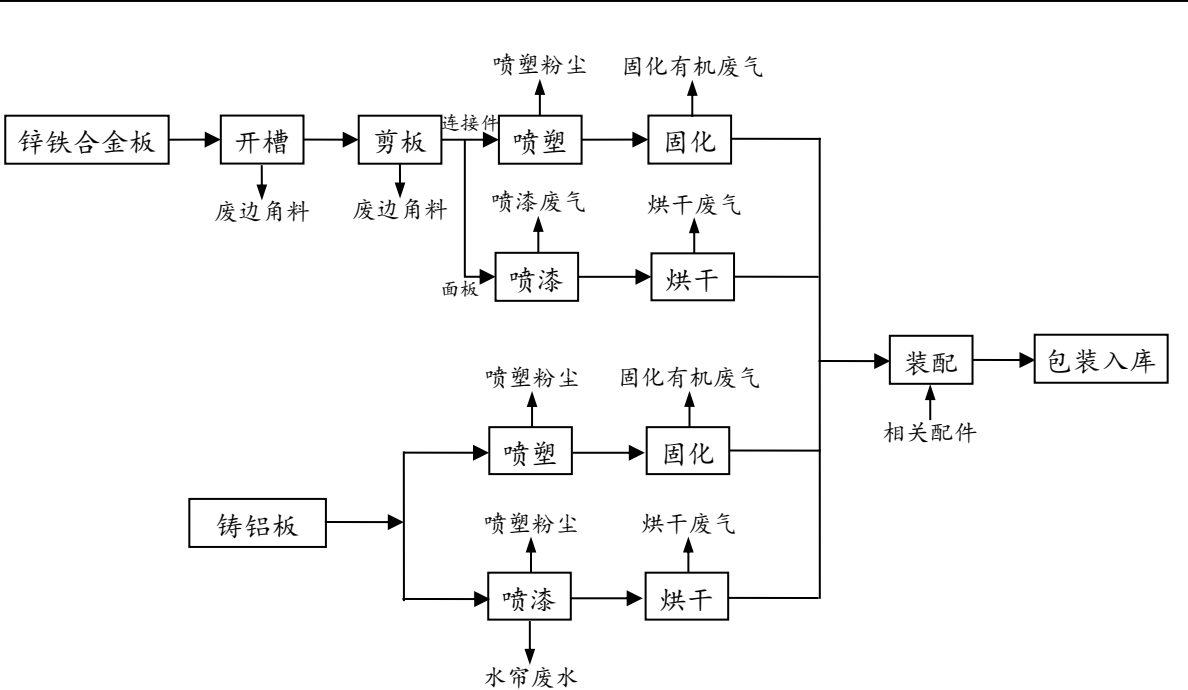 喷塑粉尘
固化有机废气
锌铁合金板
开槽
剪板
连接件
喷塑
固化
废边角料
废边角料
喷漆废气
烘干废气
面板
喷漆
烘干
装配
包装入库
相关配件
喷塑粉尘
固化有机废气
喷塑
固化
铸铝板
喷塑粉尘
烘干废气
喷漆
烘干
水帘废水